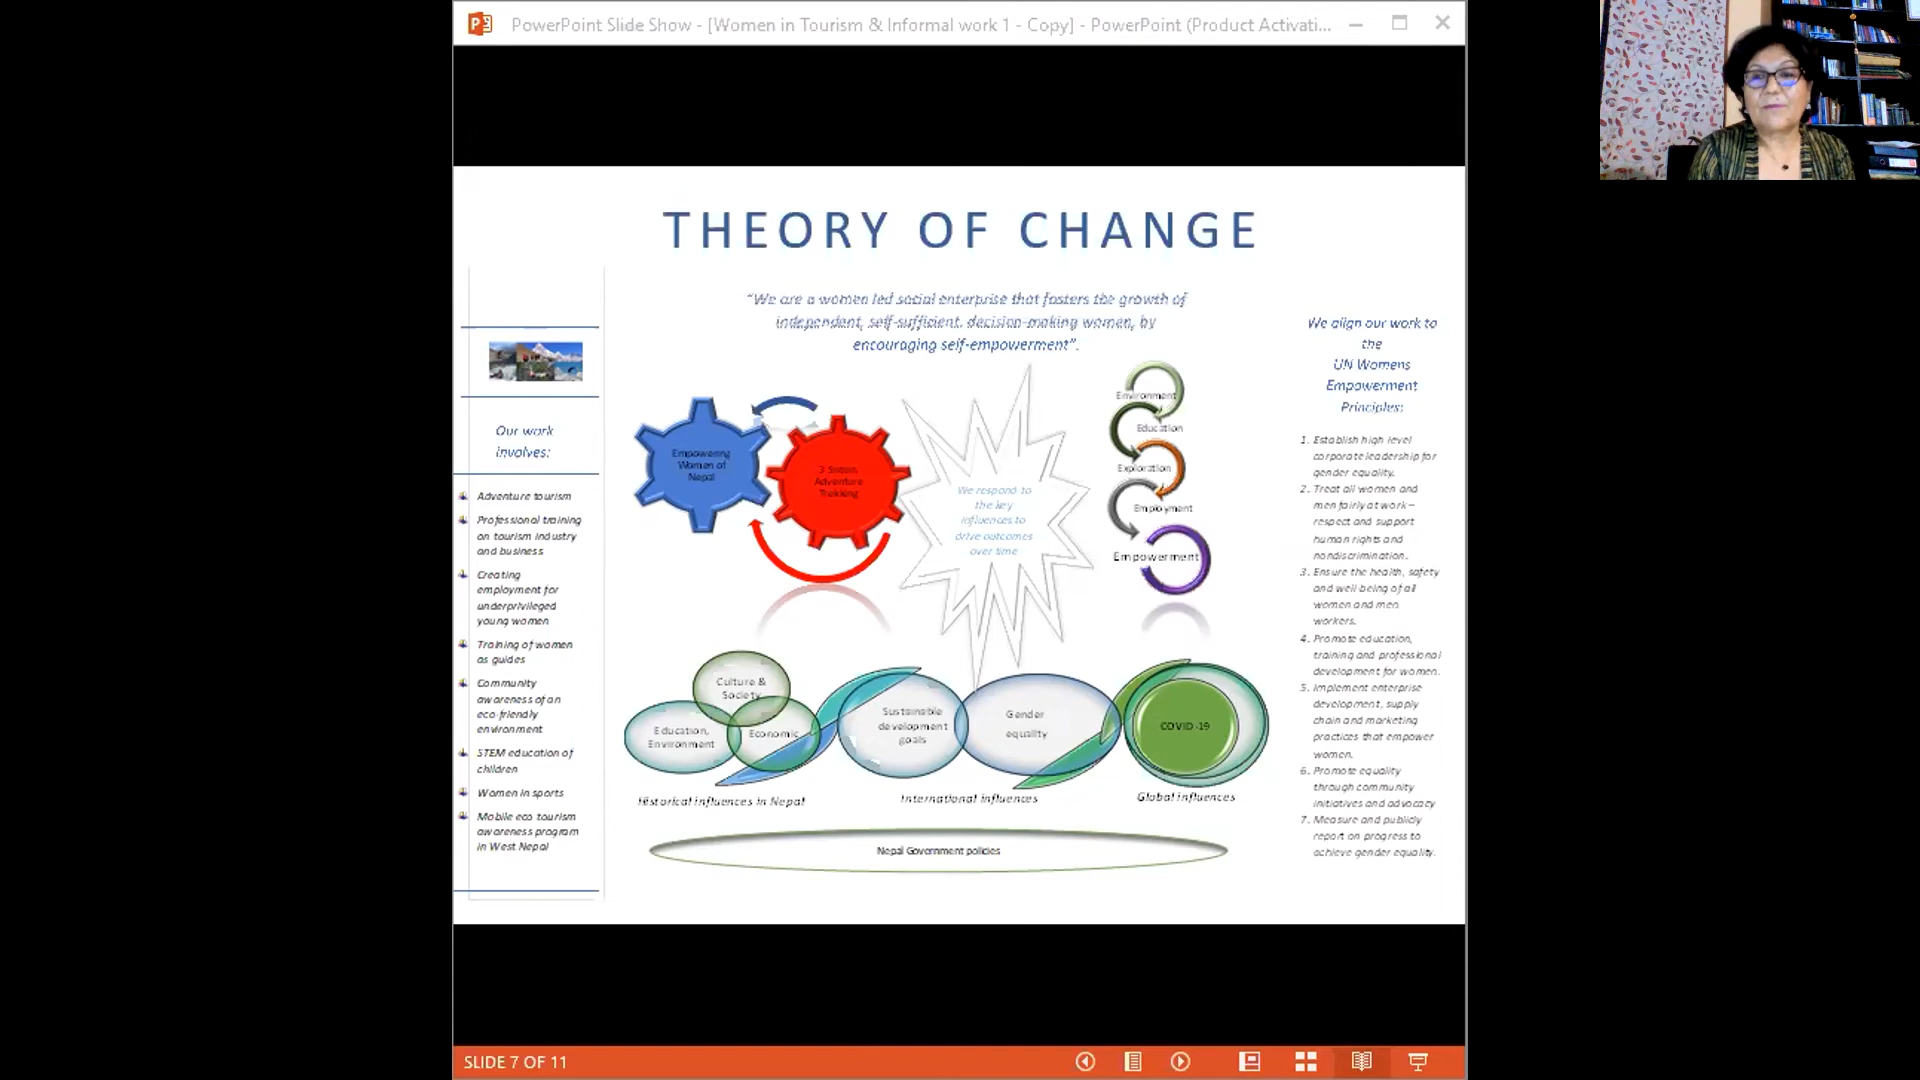 PowerPoint Slide Show - [Women in Tourism & Informal work 1 - Copy] - PowerPoint (Product Activati...
THEORY OF CHANGE
"We are a women led social enterprise that fosters the growth of
independent, self-sufficient. decision-making women, by
encouraging self-empowerment".
Our work
involves:
Adventure tourism
Professional training
on tourism industry
and business
Creating
employment for
underprivileged
young women
Training of women
as guides
Community
awareness of an
eco-friendly
environment
STEM education of
children
Women in sports
Mobile eco tourism
awareness program
in West Nepal
Empowering
Women of
Nepal
3 Sisters
Adventure
Trekking
We respond to
the key
influences to
drive outcomes
over time
Environment
Education
Exploration
Employment
Empowerment
Culture &
Society
Education,
Environment
Economic
Sustainable
development
goals
Gender
equality
COVID-19
Historical influences in Nepal
International influences
Global influences
Nepal Government policies
We align our work to
the
UN Womens
Empowerment
Principles:
1. Establish high level
corporate leadership for
gender equality.
2. Treat all women and
men fairly at work –
respect and support
human rights and
nondiscrimination.
3. Ensure the health, safety
and well-being of all
women and men
workers.
4. Promote education,
training and professional
development for women.
5. Implement enterprise
development, supply
chain and marketing
practices that empower
women.
6. Promote equality
through community
initiatives and advocacy
7. Measure and publicly
report on progress to
achieve gender equality.
SLIDE 7 OF 11